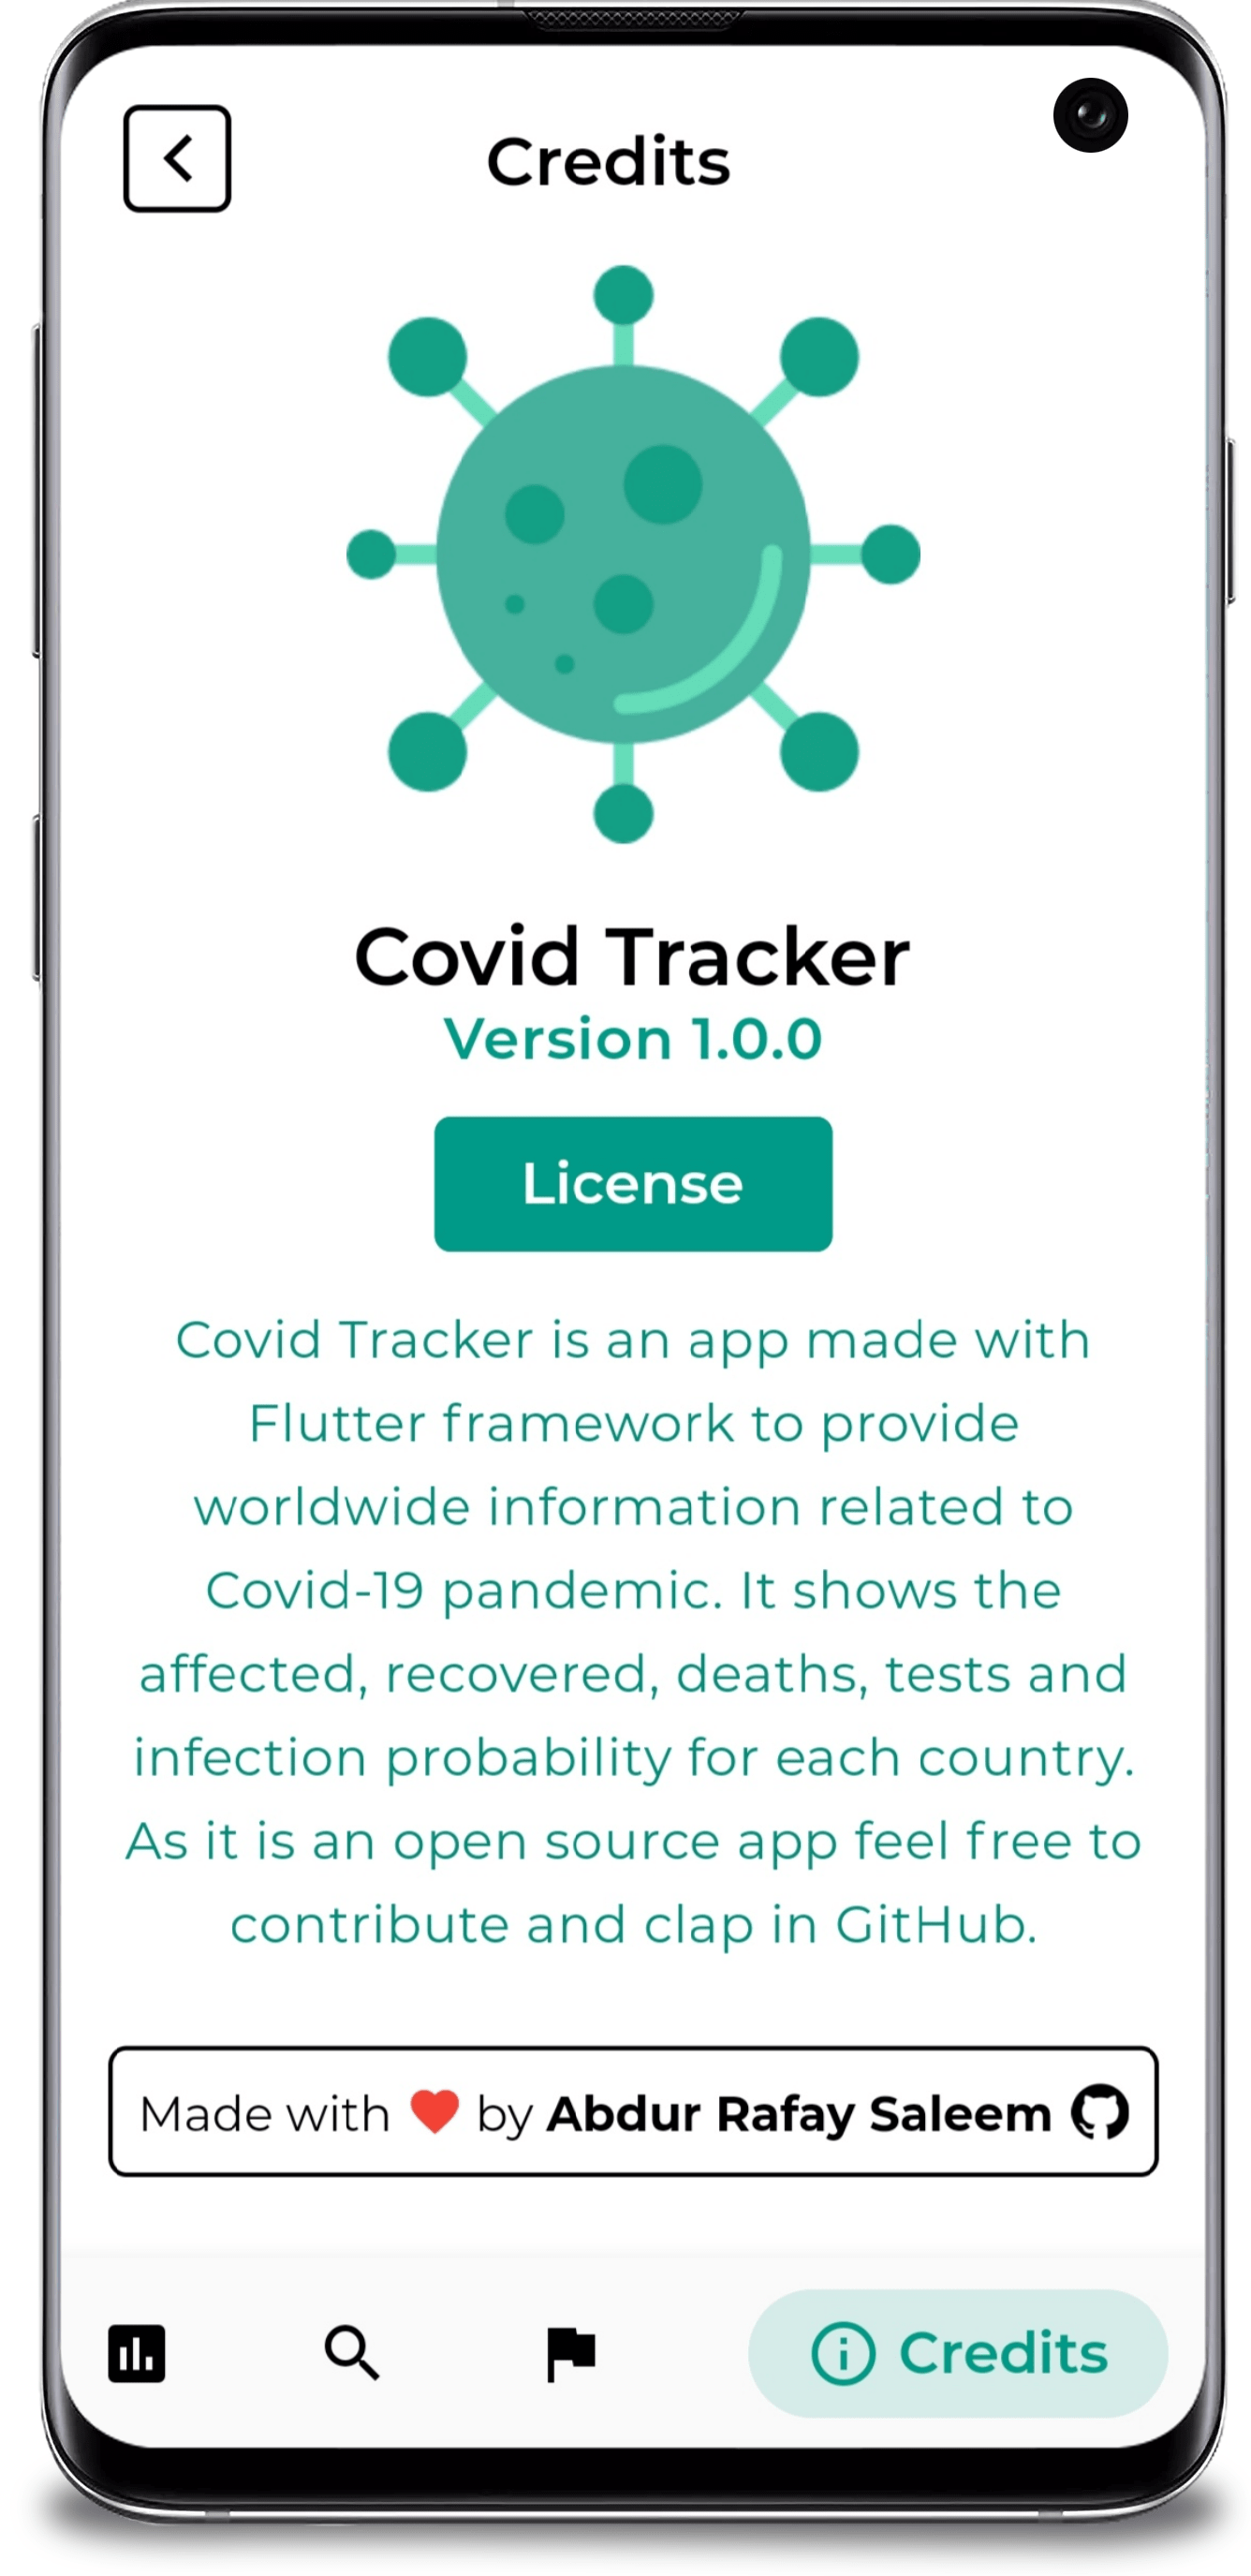 Credits
Covid Tracker
Version 1.0.0
License
Covid Tracker is an app made with
Flutter framework to provide
worldwide information related to
Covid-19 pandemic. It shows the
affected, recovered, deaths, tests and
infection probability for each country.
As it is an open source app feel free to
contribute and clap in GitHub.
Made with ❤ by Abdur Rafay Saleem
Credits